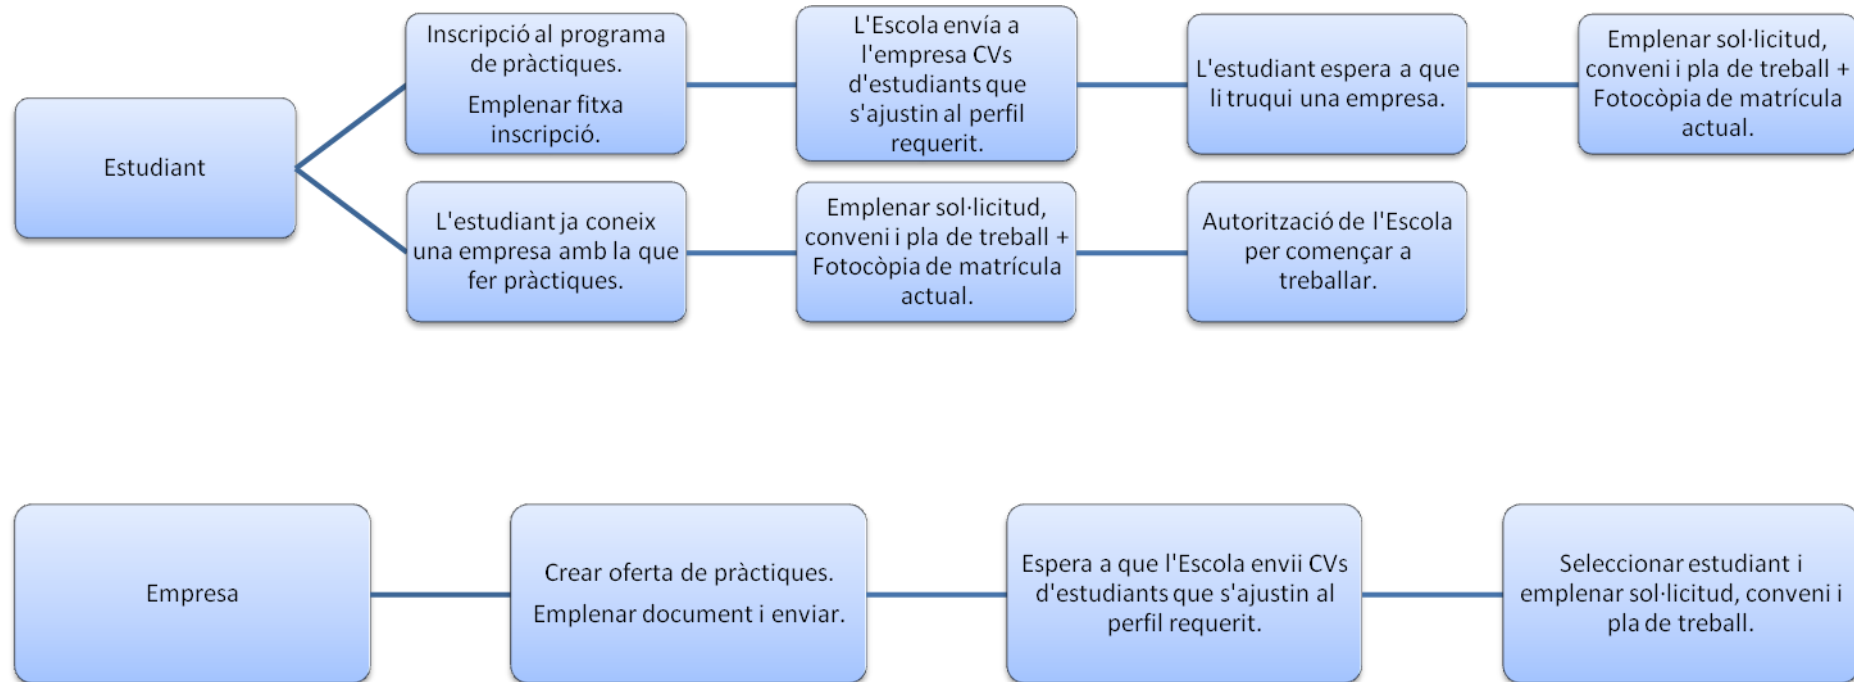 Estudiant
Inscripció al programa
de pràctiques.
Emplenar fitxa
inscripció.
L'Escola envía a
l'empresa CVs
d'estudiants que
s'ajustin al perfil
requerit.
L'estudiant espera a que
li truqui una empresa.
Emplenar sol·licitud,
conveni i pla de treball +
Fotocòpia de matrícula
actual.
L'estudiant ja coneix
una empresa amb la que
fer pràctiques.
Emplenar sol·licitud,
conveni i pla de treball +
Fotocòpia de matrícula
actual.
Autorització de l'Escola
per començar a
treballar.
Empresa
Crear oferta de pràctiques.
Emplenar document i enviar.
Espera a que l'Escola envii CVs
d'estudiants que s'ajustin al
perfil requerit.
Seleccionar estudiant i
emplenar sol·licitud, conveni i
pla de treball.